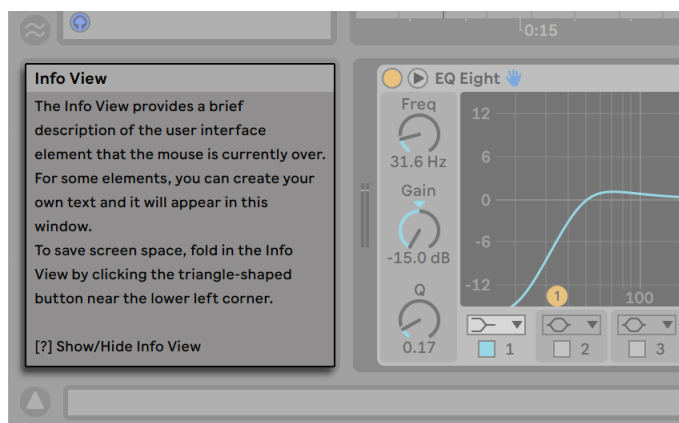 0:15
Info View
The Info View provides a brief
description of the user interface
element that the mouse is currently over.
For some elements, you can create your
own text and it will appear in this
window.
To save screen space, fold in the Info
View by clicking the triangle-shaped
button near the lower left corner.
[?] Show/Hide Info View
EQ Eight
Freq
31.6 Hz
Gain
-15.0 dB
Q
0.17
12
6
0
-6
-12
1
100
1
2
3